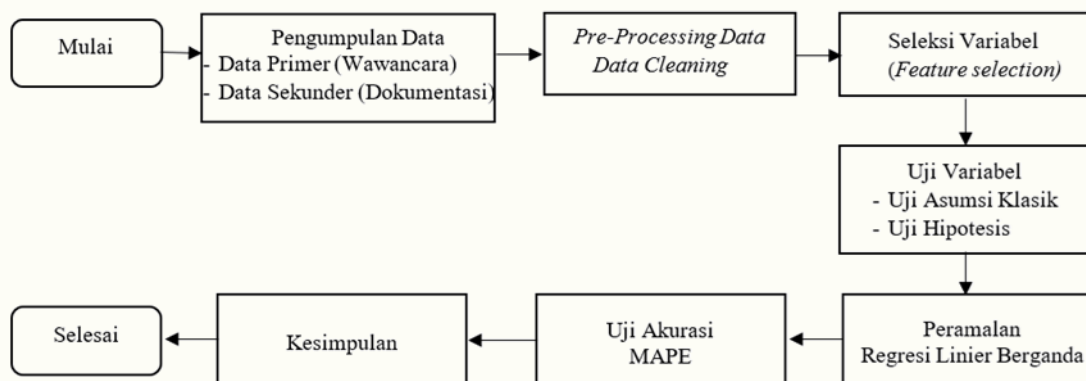 Mulai
Pengumpulan Data
- Data Primer (Wawancara)
- Data Sekunder (Dokumentasi)
Pre-Processing Data
Data Cleaning
Seleksi Variabel
(Feature selection)
Uji Variabel
- Uji Asumsi Klasik
- Uji Hipotesis
Peramalan
Regresi Linier Berganda
Uji Akurasi
MAPE
Kesimpulan
Selesai